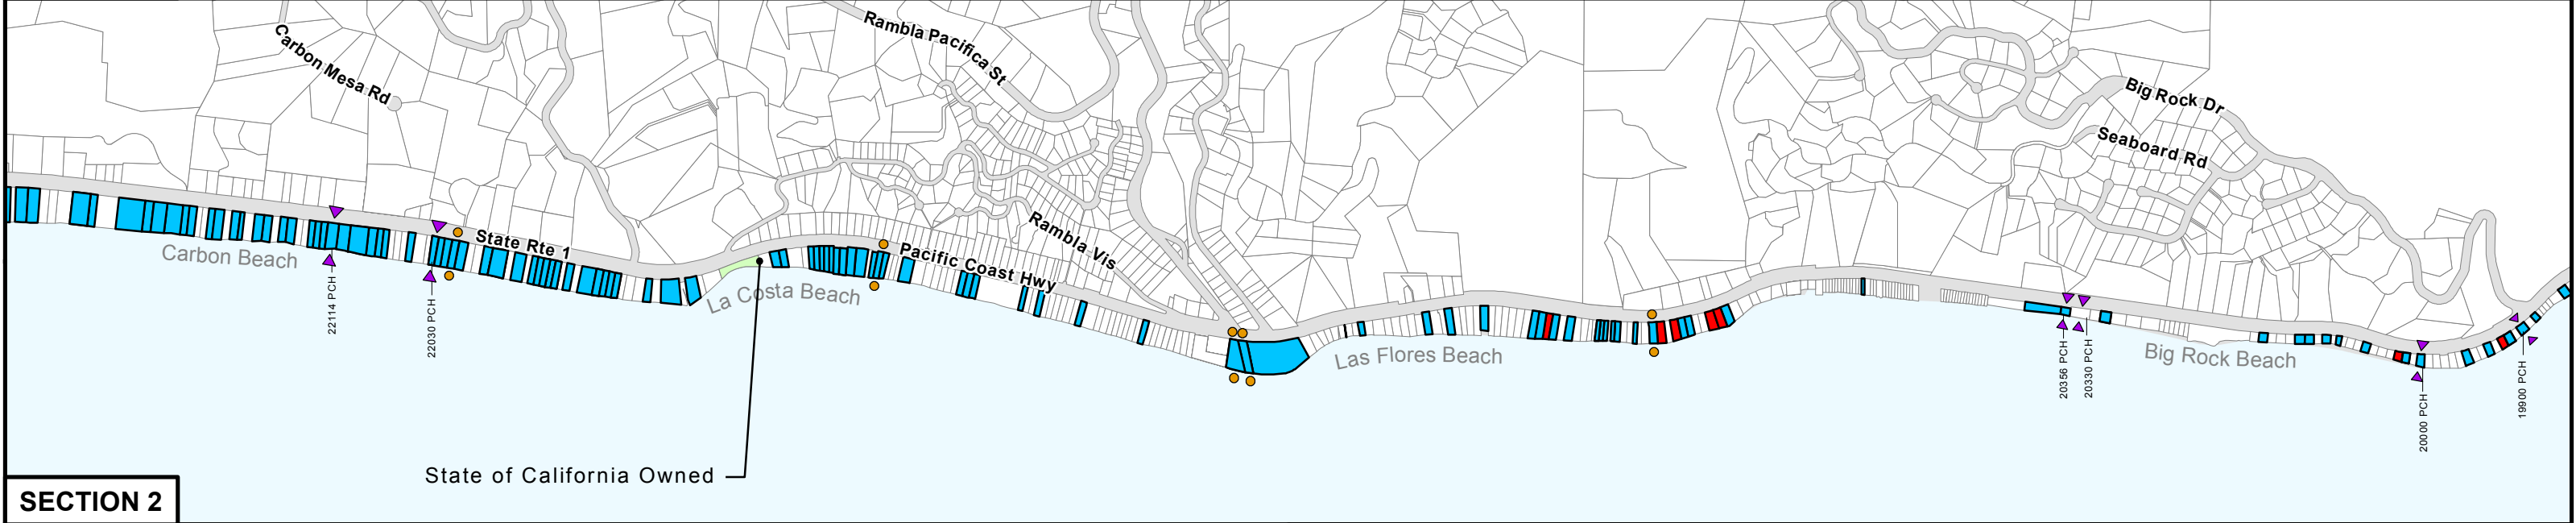 Carbon Mesa Rd
Rambla Pacifica St
Big Rock Dr
Seaboard Rd
Rambla Vis
State Rte 1
Pacific Coast Hwy
Carbon Beach
La Costa Beach
Las Flores Beach
Big Rock Beach
22114 PCH
22030 PCH
20356 PCH
20330 PCH
20000 PCH
19900 PCH
State of California Owned
SECTION 2